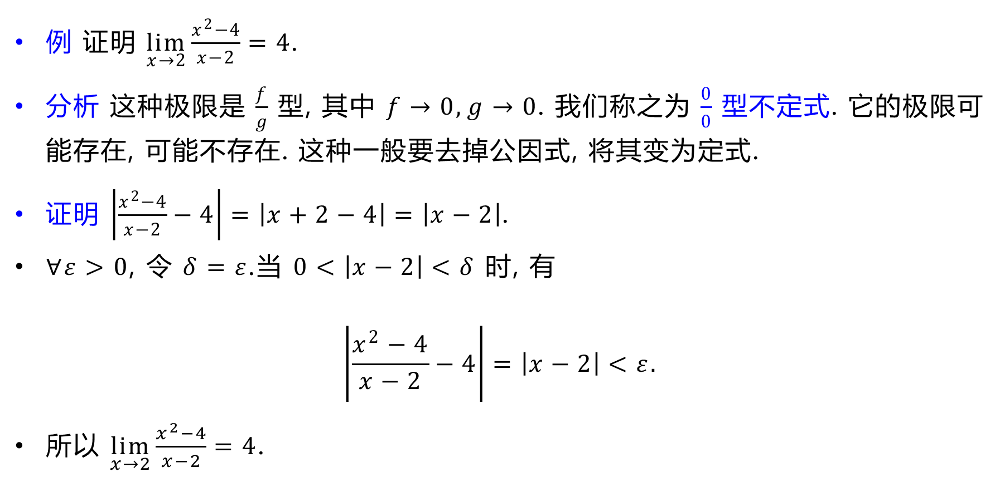 • 例 证明 $\lim\limits_{x \to 2} \frac{x^2-4}{x-2} = 4.$
• 分析 这种极限是 $\frac{f}{g}$ 型, 其中 $f \to 0, g \to 0$. 我们称之为 $\frac{0}{0}$ 型不定式. 它的极限可
能存在, 可能不存在. 这种一般要去掉公因式, 将其变为定式.
• 证明 $\left|\frac{x^2-4}{x-2} - 4\right| = |x + 2 - 4| = |x - 2|.$
• $\forall \varepsilon > 0$, 令 $\delta = \varepsilon$.当 $0 < |x - 2| < \delta$ 时, 有
$\left|\frac{x^2 - 4}{x - 2} - 4\right| = |x - 2| < \varepsilon.$
• 所以 $\lim\limits_{x \to 2} \frac{x^2-4}{x-2} = 4.$